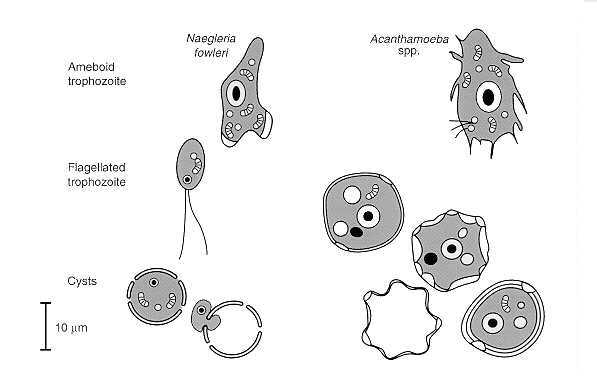 Naegleria
fowleri
Acanthamoeba
spp.
Ameboid
trophozoite
Flagellated
trophozoite
Cysts
10 μm